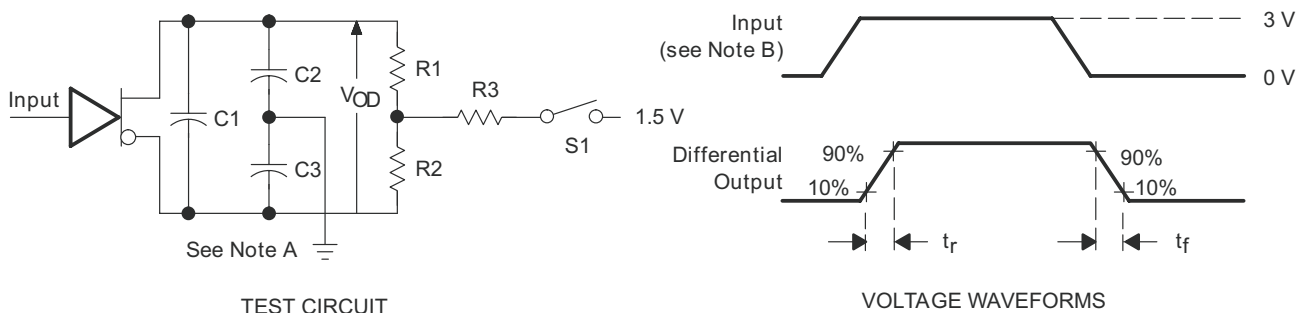 Input
C1
C2
C3
VOD
R1
R2
R3
S1
1.5 V
See Note A
TEST CIRCUIT
Input
(see Note B)
3 V
0 V
Differential
Output
90%
10%
90%
10%
tr
tf
VOLTAGE WAVEFORMS